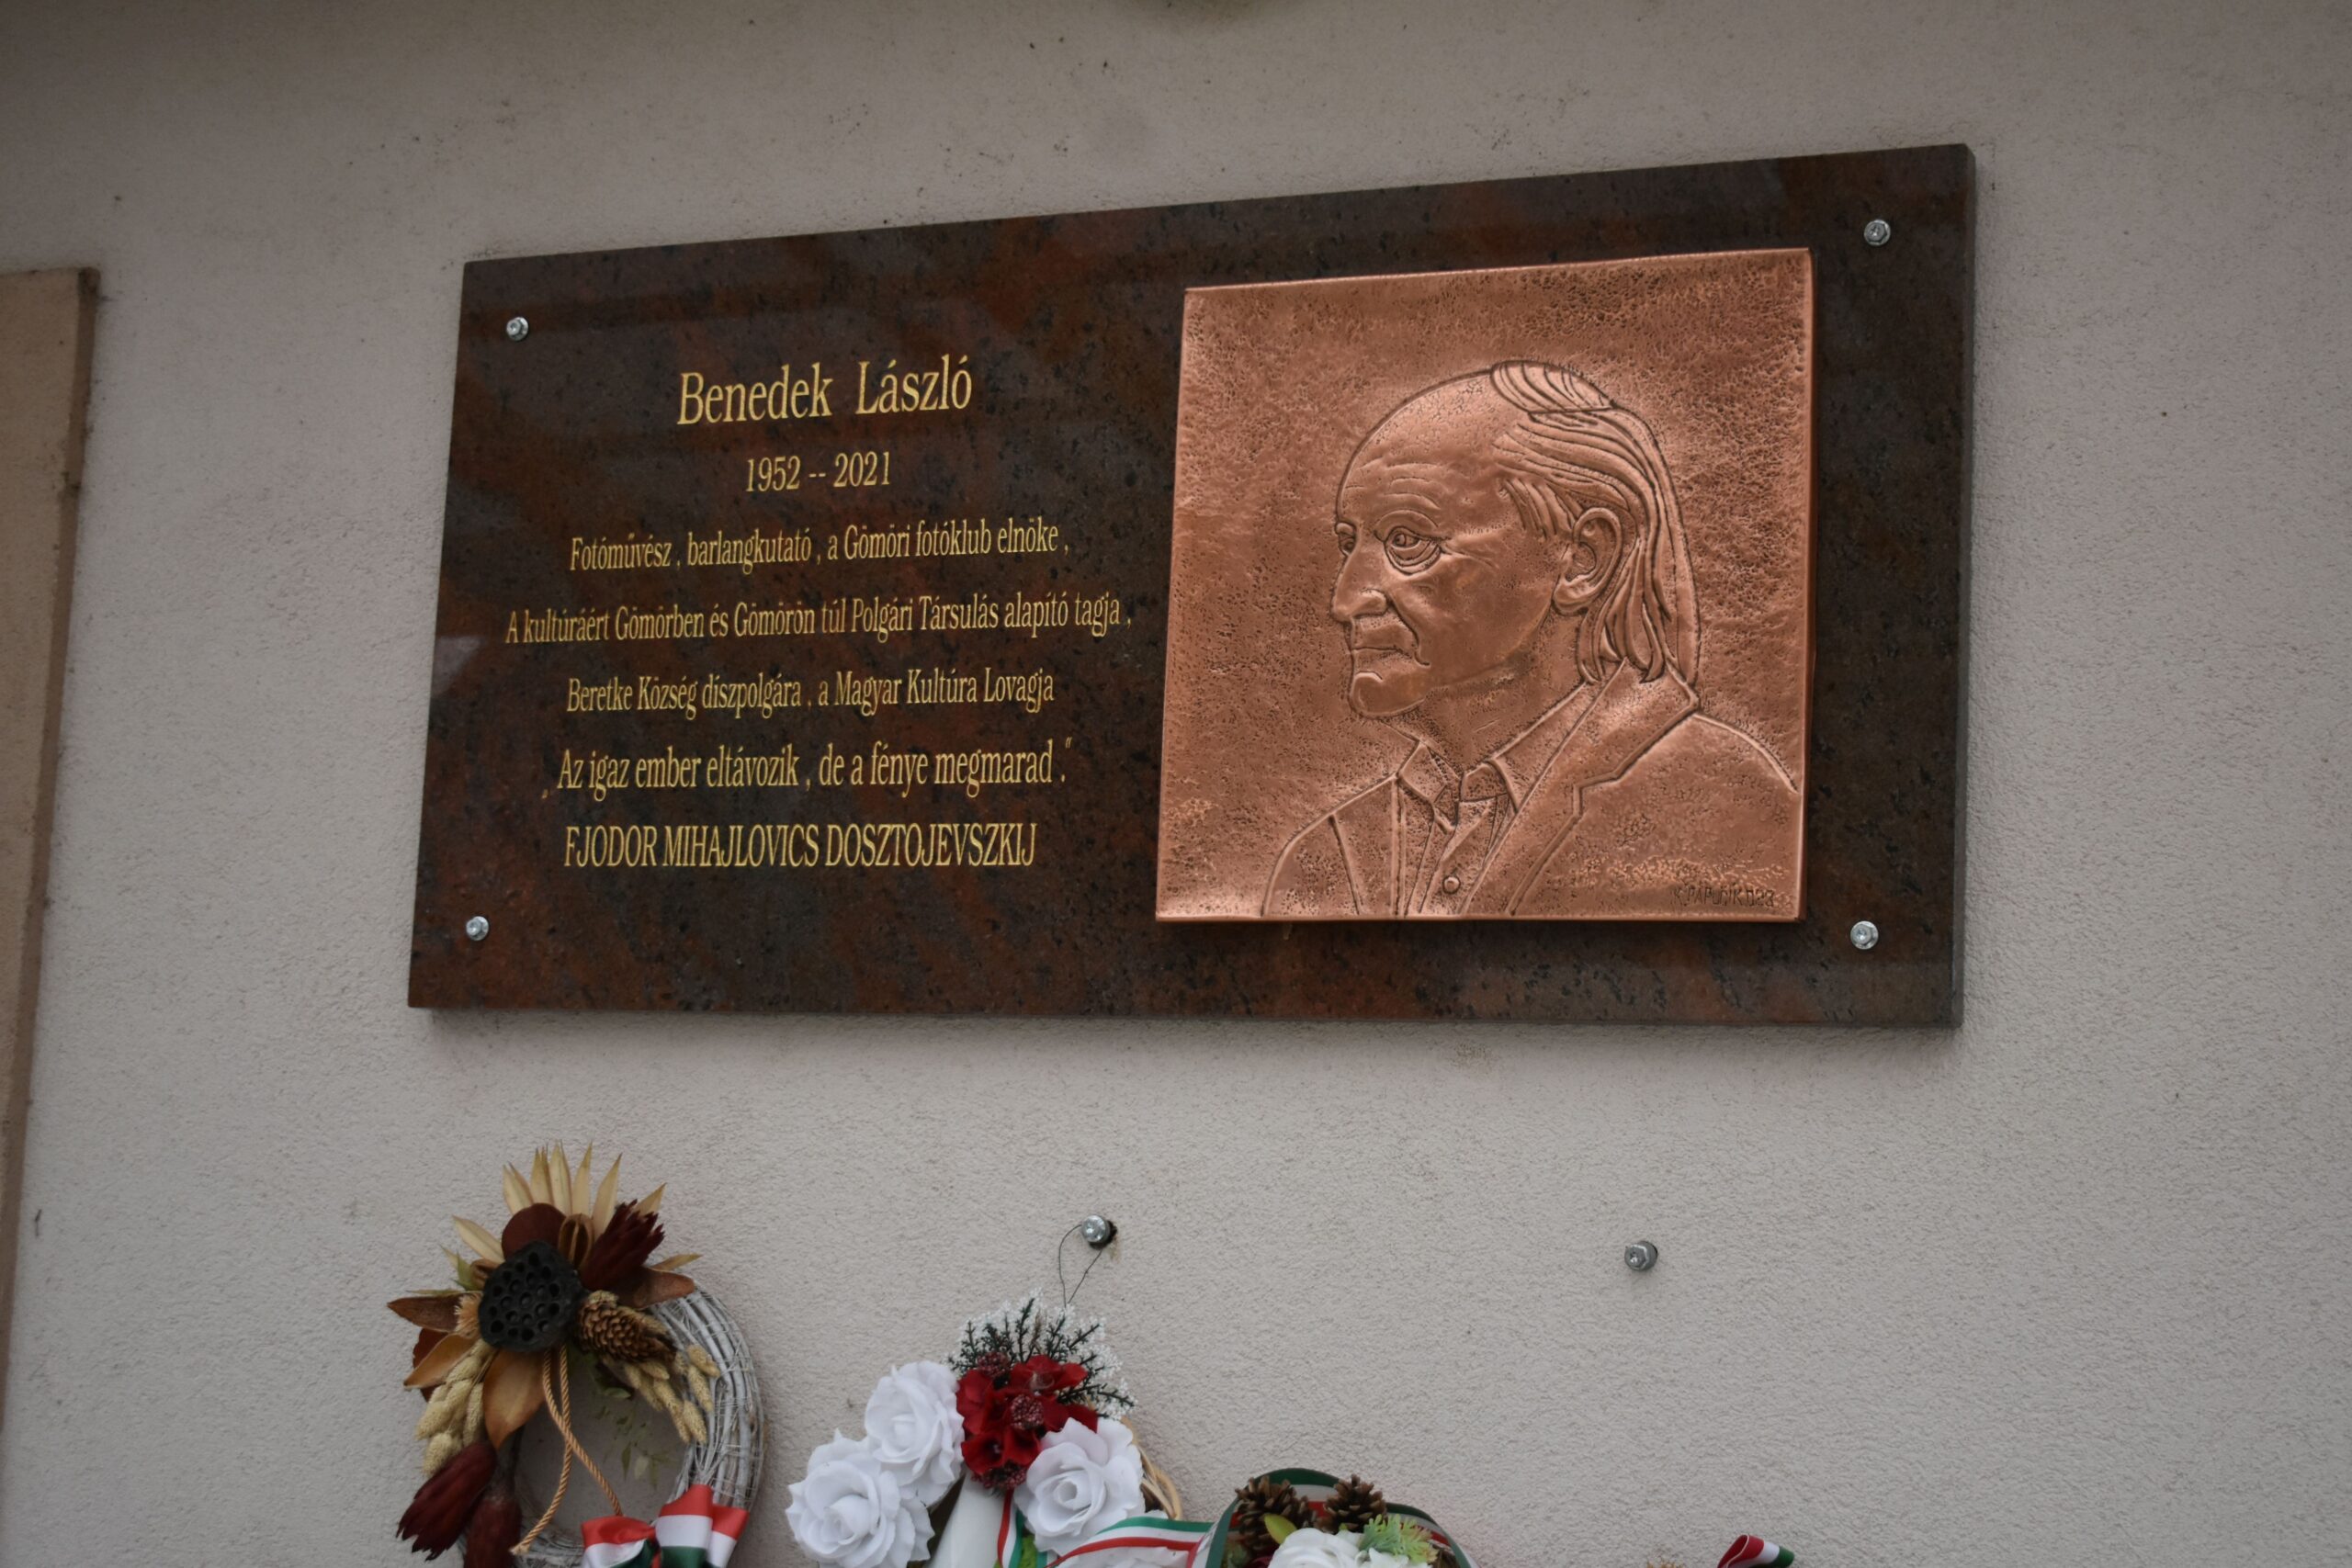 Benedek László
1952 -- 2021
Fotóművész, barlangkutató, a Gömöri fotóklub elnöke,
A kultúráért Gömörben és Gömörön túl Polgári Társulás alapító tagja,
Beretke Község díszpolgára, a Magyar Kultúra Lovagja
„Az igaz ember eltávozik, de a fénye megmarad."
FJODOR MIHAJLOVICS DOSZTOJEVSZKIJ